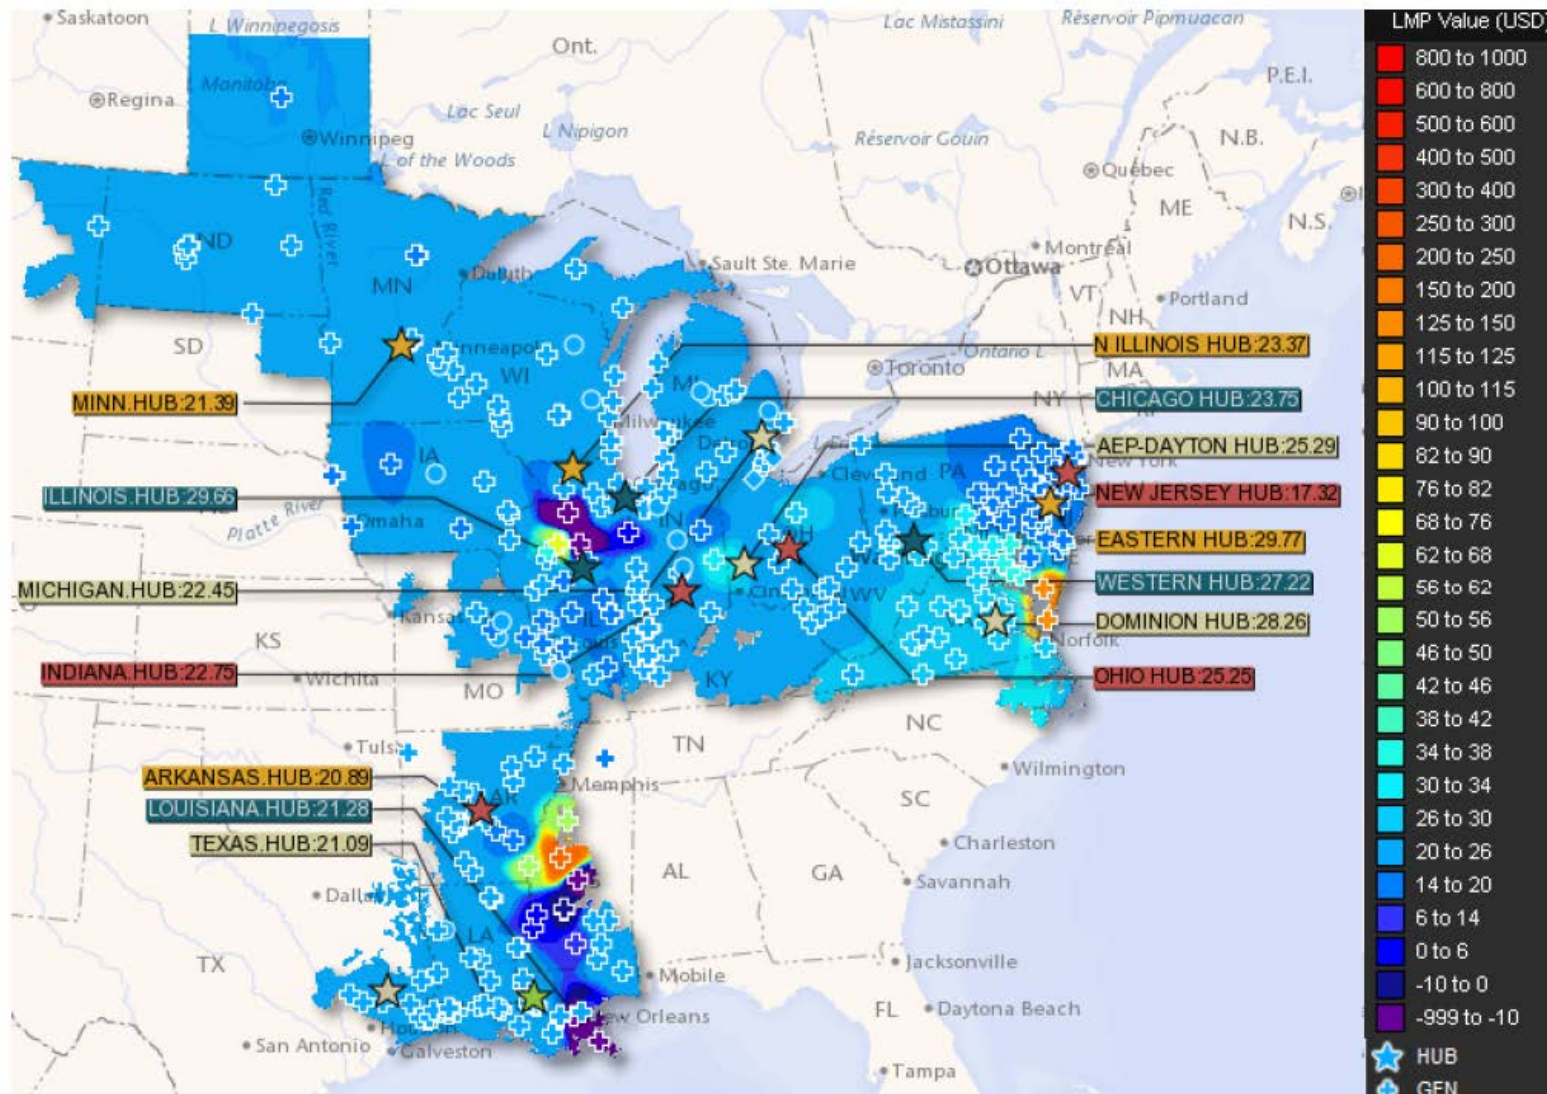 Saskatoon
L Winnipegosis
Ont.
Lac Mistassini
Réservoir Pipmuacan
LMP Value (USD)
800 to 1000
600 to 800
500 to 600
400 to 500
300 to 400
250 to 300
200 to 250
150 to 200
125 to 150
115 to 125
100 to 115
90 to 100
82 to 90
76 to 82
68 to 76
62 to 68
56 to 62
50 to 56
46 to 50
42 to 46
38 to 42
34 to 38
30 to 34
26 to 30
20 to 26
14 to 20
6 to 14
0 to 6
-10 to 0
-999 to -10
HUB
GEN
P.E.I.
Manitoba
Regina
Lac Seul
L Nipigon
Réservoir Gouin
N.B.
Winnipeg
L of the Woods
Québec
ME
N.S.
Red River
ND
Montréal
Sault Ste. Marie
Ottawa
Duluth
MN
VT
Portland
NH
SD
Minneapol
WI
MI
Ontario L
Toronto
MA
NY
N ILLINOIS HUB:23.37
MINN.HUB:21.39
CHICAGO HUB:23.75
Milwaukee
AEP-DAYTON HUB:25.29
IA
Cleveland
PA
New York
ILLINOIS.HUB:29.66
NEW JERSEY HUB:17.32
Platte River
Omaha
IN
OH
EASTERN HUB:29.77
WESTERN HUB:27.22
MICHIGAN.HUB:22.45
Kansas
IL
WV
DOMINION HUB:28.26
KS
Norfolk
INDIANA.HUB:22.75
Wichita
MO
KY
OHIO HUB:25.25
NC
Tulsa
TN
ARKANSAS.HUB:20.89
Memphis
Wilmington
AR
SC
LOUISIANA.HUB:21.28
TEXAS.HUB:21.09
Charleston
AL
GA
Savannah
Dalla
LA
TX
Mobile
Jacksonville
FL
Daytona Beach
New Orleans
Houston
San Antonio
Galveston
Tampa